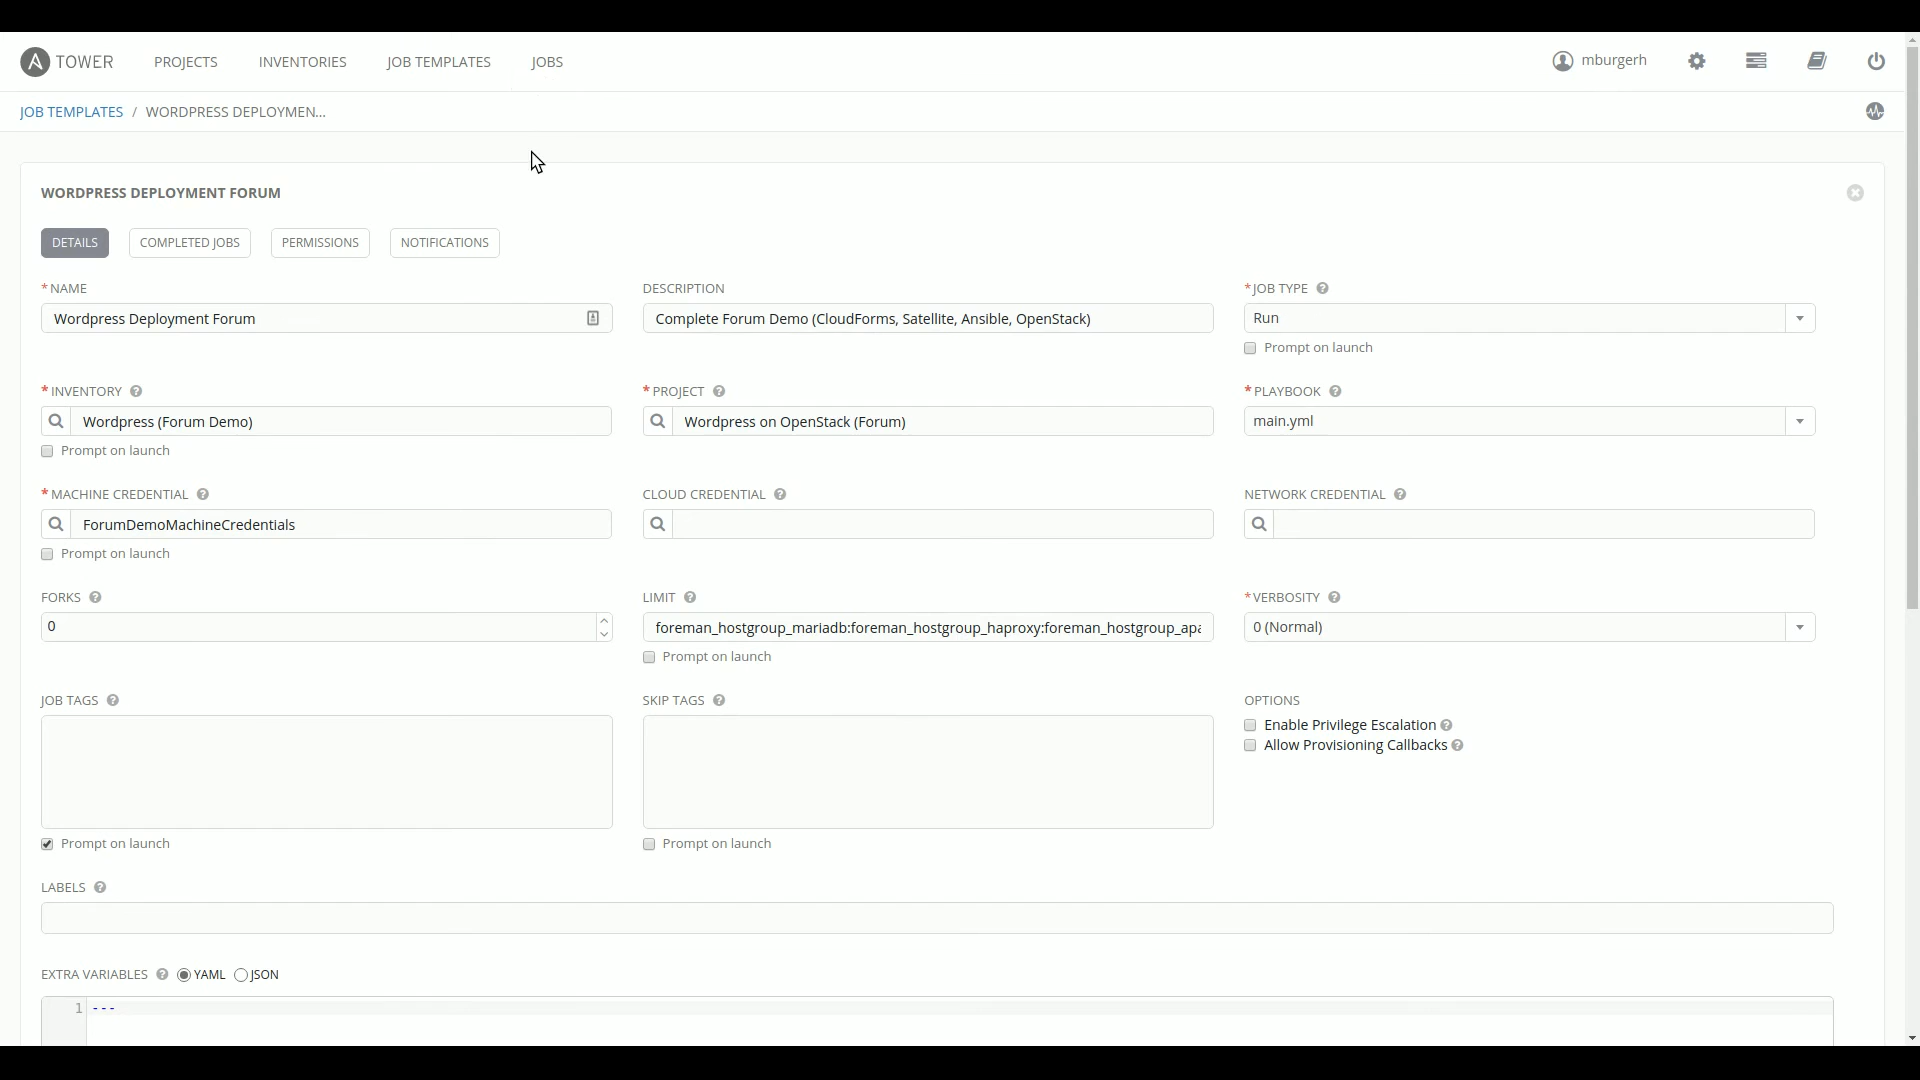 TOWER PROJECTS INVENTORIES JOB TEMPLATES JOBS mburgerh
JOB TEMPLATES / WORDPRESS DEPLOYMEN...
WORDPRESS DEPLOYMENT FORUM
DETAILS COMPLETED JOBS PERMISSIONS NOTIFICATIONS
* NAME DESCRIPTION * JOB TYPE
Wordpress Deployment Forum Complete Forum Demo (CloudForms, Satellite, Ansible, OpenStack) Run
Prompt on launch
* INVENTORY * PROJECT * PLAYBOOK
Wordpress (Forum Demo) Wordpress on OpenStack (Forum) main.yml
Prompt on launch
* MACHINE CREDENTIAL CLOUD CREDENTIAL NETWORK CREDENTIAL
ForumDemoMachineCredentials
Prompt on launch
FORKS LIMIT * VERBOSITY
0 foreman_hostgroup_mariadb:foreman_hostgroup_haproxy:foreman_hostgroup_apa 0 (Normal)
Prompt on launch
JOB TAGS SKIP TAGS OPTIONS
Enable Privilege Escalation
Allow Provisioning Callbacks
Prompt on launch Prompt on launch
LABELS
EXTRA VARIABLES YAML JSON
1 ---